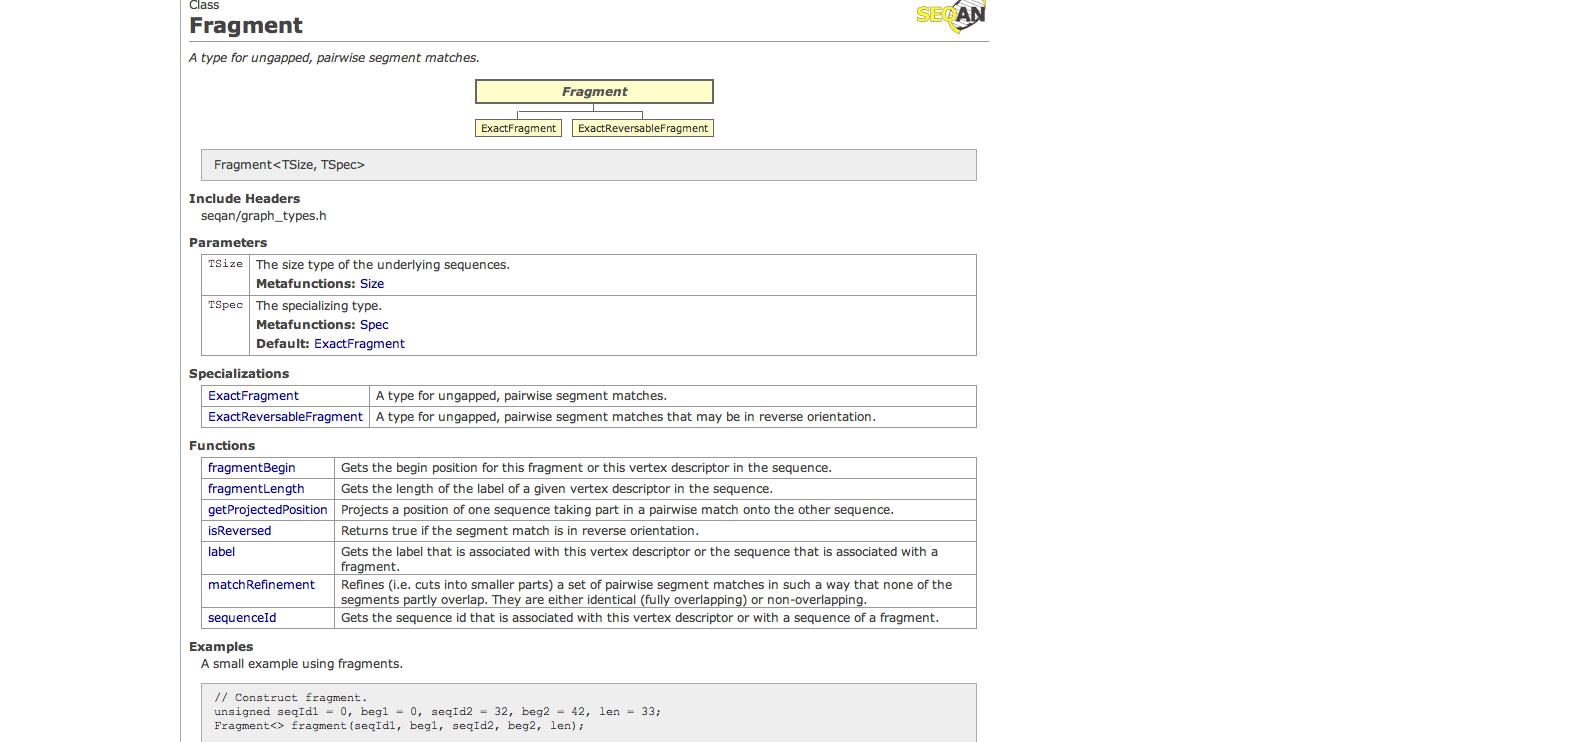 Class
SEQAN
Fragment
A type for ungapped, pairwise segment matches.
Fragment
ExactFragment
ExactReversableFragment
Fragment<TSize, TSpec>
Include Headers
seqan/graph_types.h
Parameters
TSize The size type of the underlying sequences.
Metafunctions: Size
TSpec The specializing type.
Metafunctions: Spec
Default: ExactFragment
Specializations
ExactFragment A type for ungapped, pairwise segment matches.
ExactReversableFragment A type for ungapped, pairwise segment matches that may be in reverse orientation.
Functions
fragmentBegin Gets the begin position for this fragment or this vertex descriptor in the sequence.
fragmentLength Gets the length of the label of a given vertex descriptor in the sequence.
getProjectedPosition Projects a position of one sequence taking part in a pairwise match onto the other sequence.
isReversed Returns true if the segment match is in reverse orientation.
label Gets the label that is associated with this vertex descriptor or the sequence that is associated with a
fragment.
matchRefinement Refines (i.e. cuts into smaller parts) a set of pairwise segment matches in such a way that none of the
segments partly overlap. They are either identical (fully overlapping) or non-overlapping.
sequenceId Gets the sequence id that is associated with this vertex descriptor or with a sequence of a fragment.
Examples
A small example using fragments.
// Construct fragment.
unsigned seqId1 = 0, beg1 = 0, seqId2 = 32, beg2 = 42, len = 33;
Fragment<> fragment(seqId1, beg1, seqId2, beg2, len);